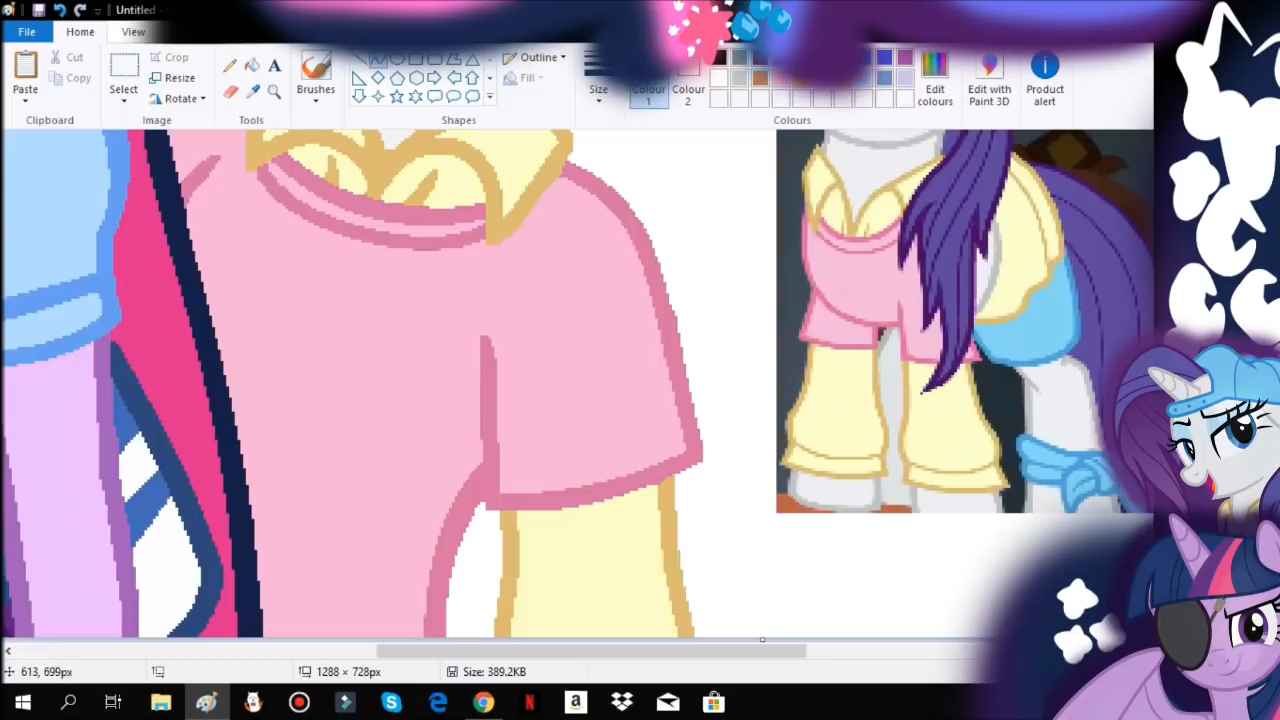 Untitled -
File
Home
View
Paste
Cut
Copy
Clipboard
Select
Crop
Resize
Rotate
Image
A
Tools
Brushes
Outline
Fill
Shapes
Size
Colour
1
Colour
2
Colours
Edit
colours
Edit with
Paint 3D
Product
alert
613, 699px
1288 × 728px
Size: 389.2KB